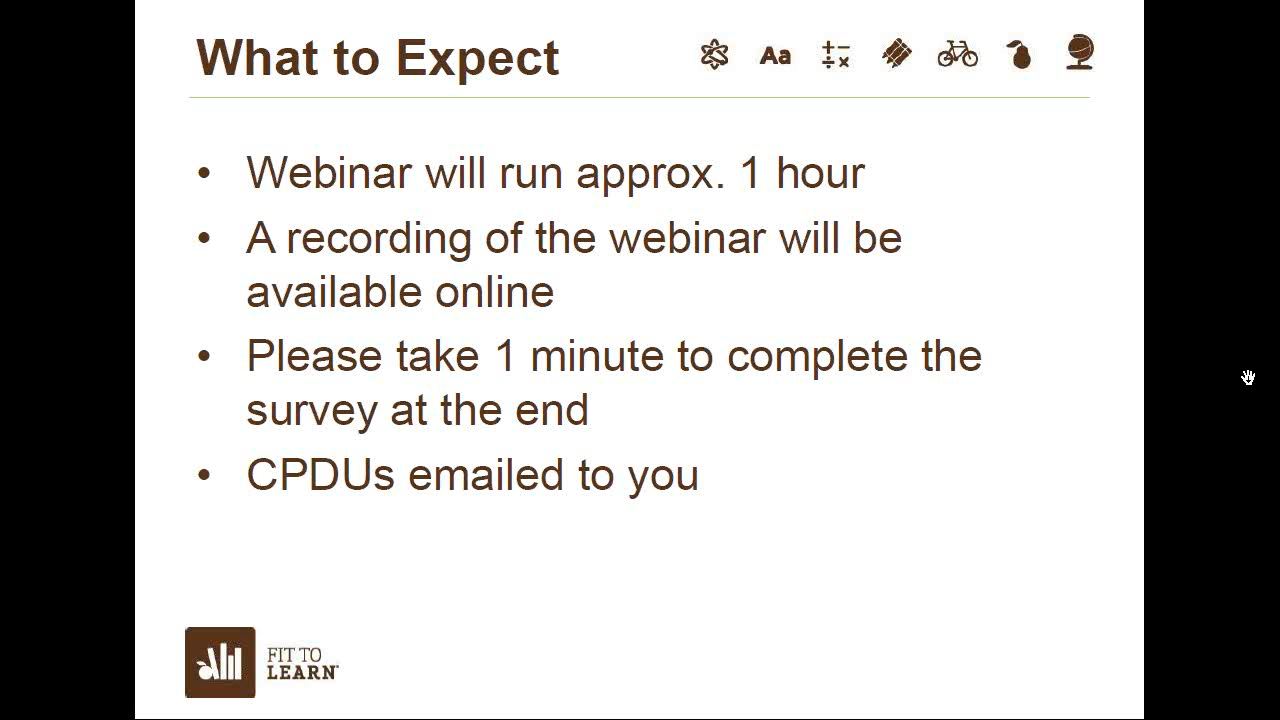 What to Expect
Aa
• Webinar will run approx. 1 hour
• A recording of the webinar will be
available online
• Please take 1 minute to complete the
survey at the end
• CPDUs emailed to you
FIT TO
LEARN